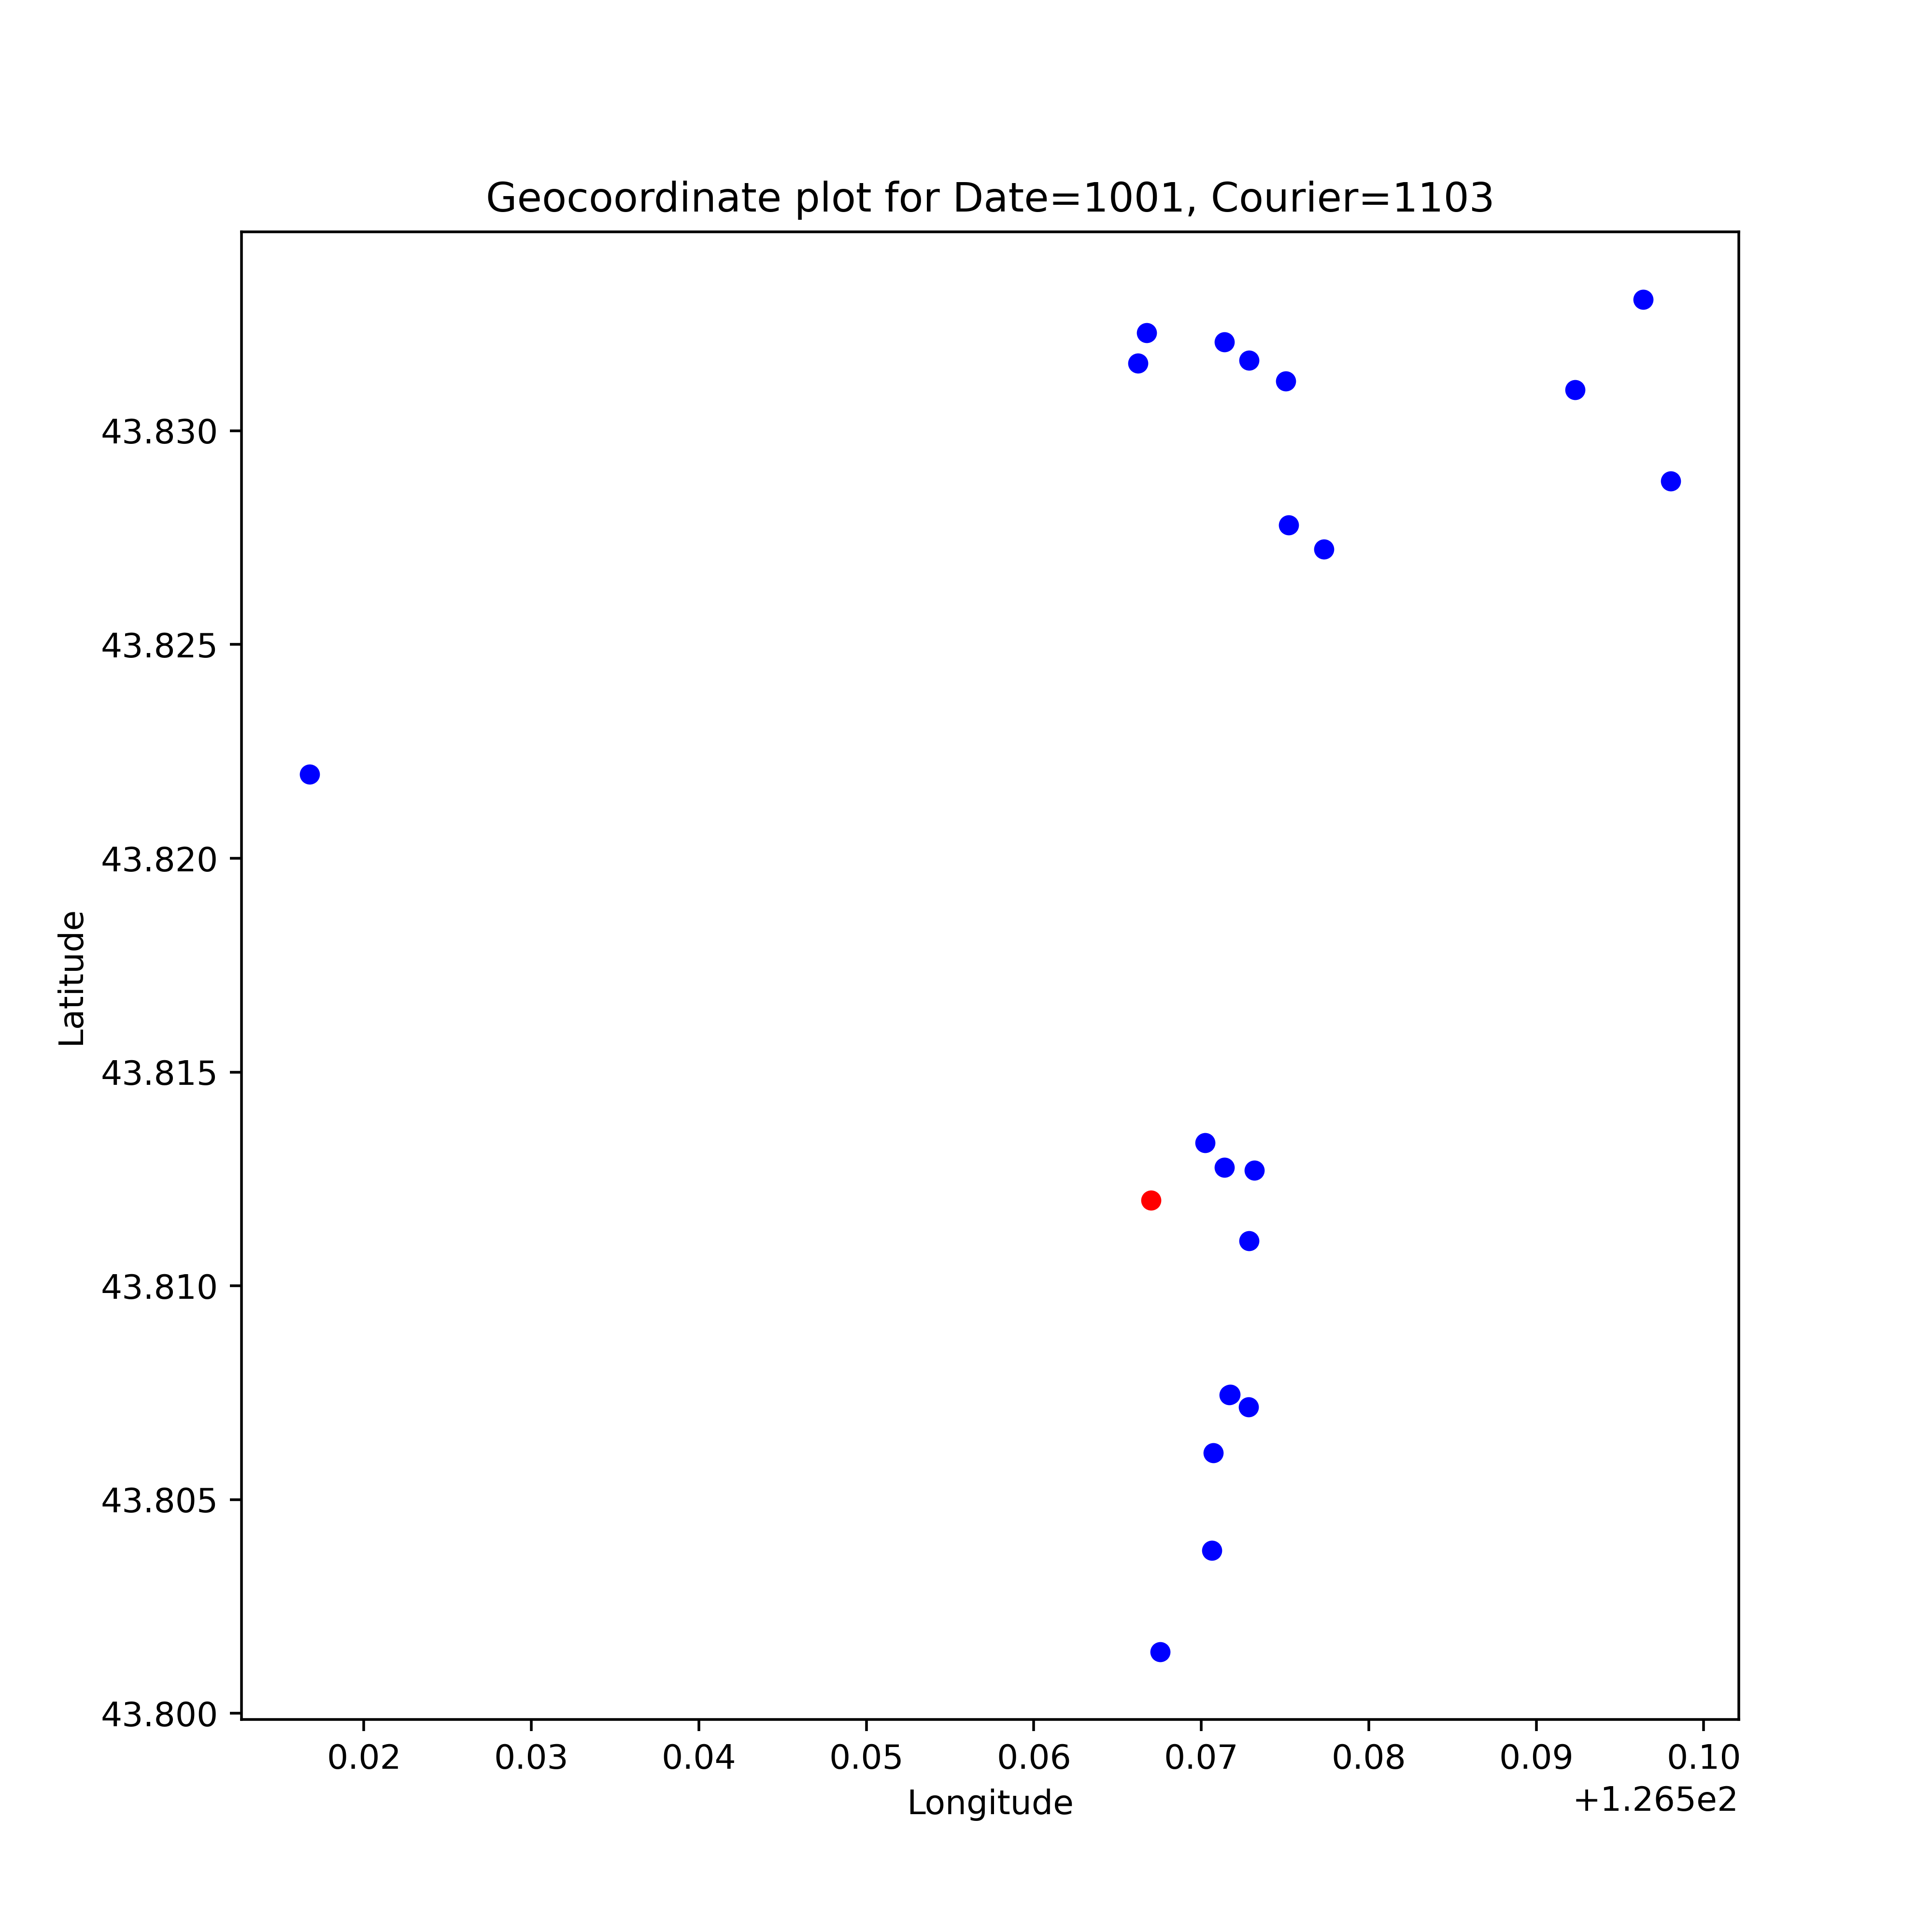 Geocoordinate plot for Date=1001, Courier=1103
43.830
43.825
43.820
43.815
43.810
43.805
43.800
Latitude
0.02 0.03 0.04 0.05 0.06 0.07 0.08 0.09 0.10
+1.265e2
Longitude